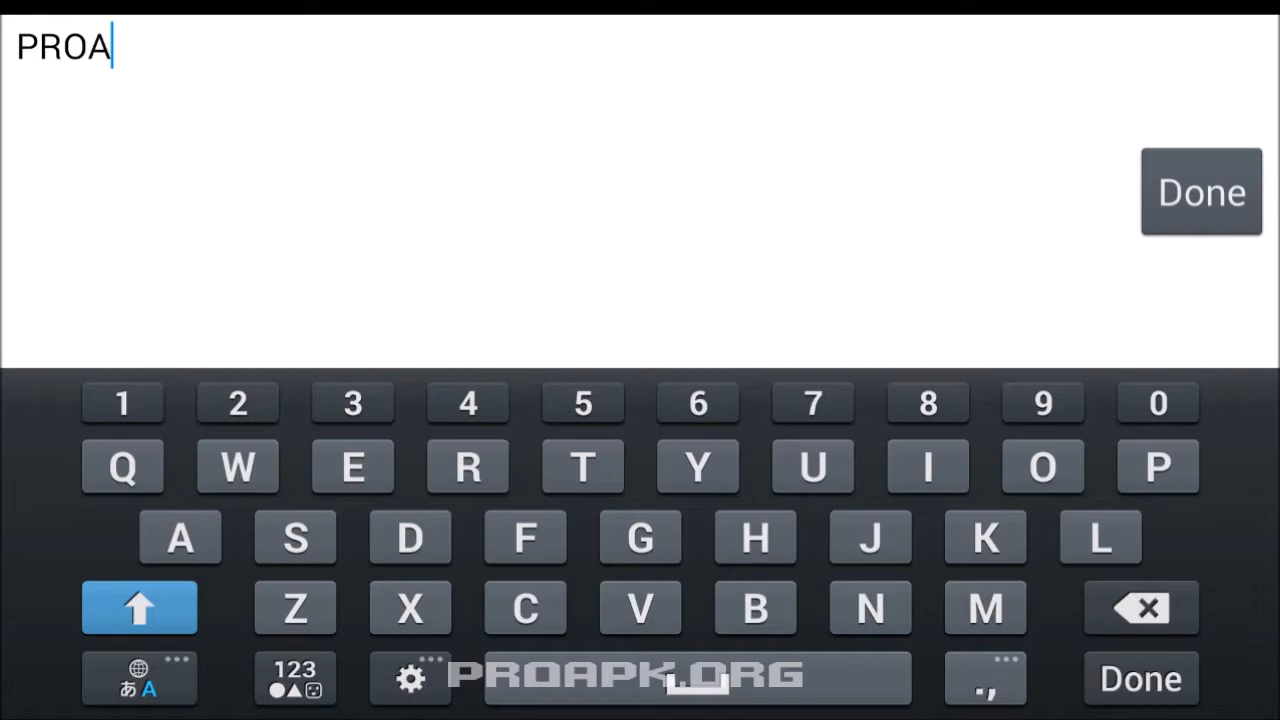 PROA
Done
1 2 3 4 5 6 7 8 9 0
Q W E R T Y U I O P
A S D F G H J K L
Z X C V B N M
あA 123 PROAPK.ORG ., Done